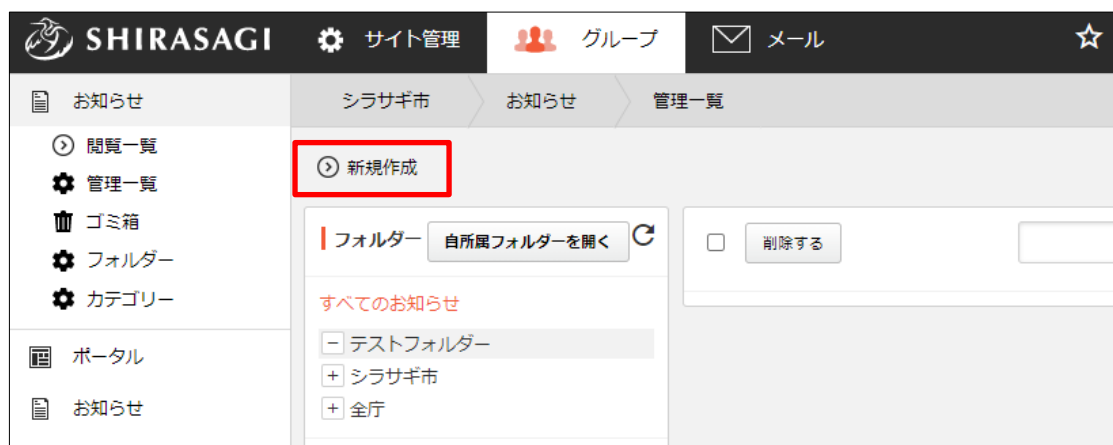 SHIRASAGI サイト管理 グループ メール
お知らせ
閲覧一覧
管理一覧
ゴミ箱
フォルダー
カテゴリー
ポータル
お知らせ
シラサギ市 お知らせ 管理一覧
新規作成
フォルダー 自所属フォルダーを開く
すべてのお知らせ
テストフォルダー
シラサギ市
全庁
削除する